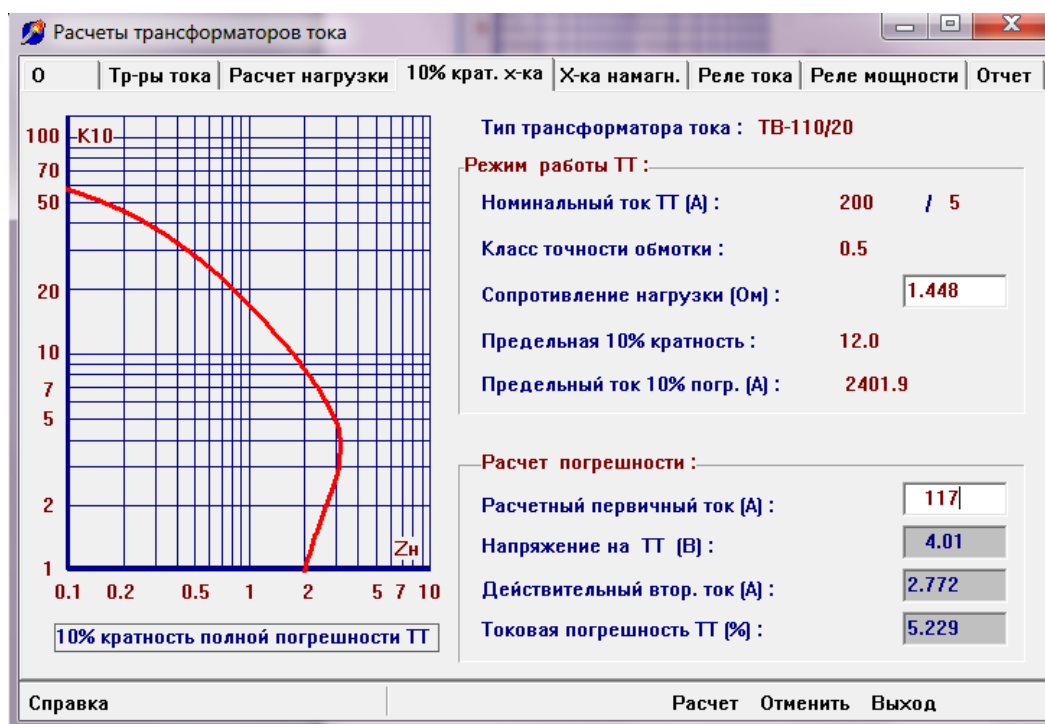 Расчеты трансформаторов тока
О Тр-ры тока Расчет нагрузки 10% крат. х-ка Х-ка намагн. Реле тока Реле мощности Отчет
100 K10
70
50
20
10
7
5
2
1
Zн
0.1 0.2 0.5 1 2 5 7 10
10% кратность полной погрешности ТТ
Тип трансформатора тока : ТВ-110/20
Режим работы ТТ :
Номинальный ток ТТ (А) : 200 / 5
Класс точности обмотки : 0.5
Сопротивление нагрузки (Ом) : 1.448
Предельная 10% кратность : 12.0
Предельный ток 10% погр. (А) : 2401.9
Расчет погрешности :
Расчетный первичный ток (А) : 117
Напряжение на ТТ (В) : 4.01
Действительный втор. ток (А) : 2.772
Токовая погрешность ТТ (%) : 5.229
Справка Расчет Отменить Выход